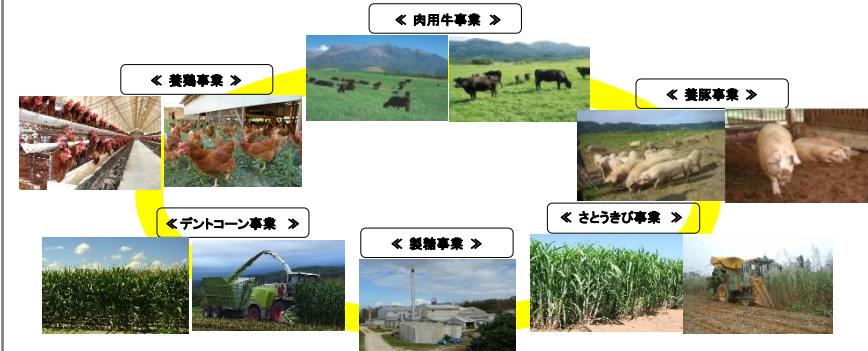 ≪ 肉用牛事業 ≫
≪ 養鶏事業 ≫
≪ 養豚事業 ≫
≪デントコーン事業 ≫
≪ 製糖事業 ≫
≪ さとうきび事業 ≫